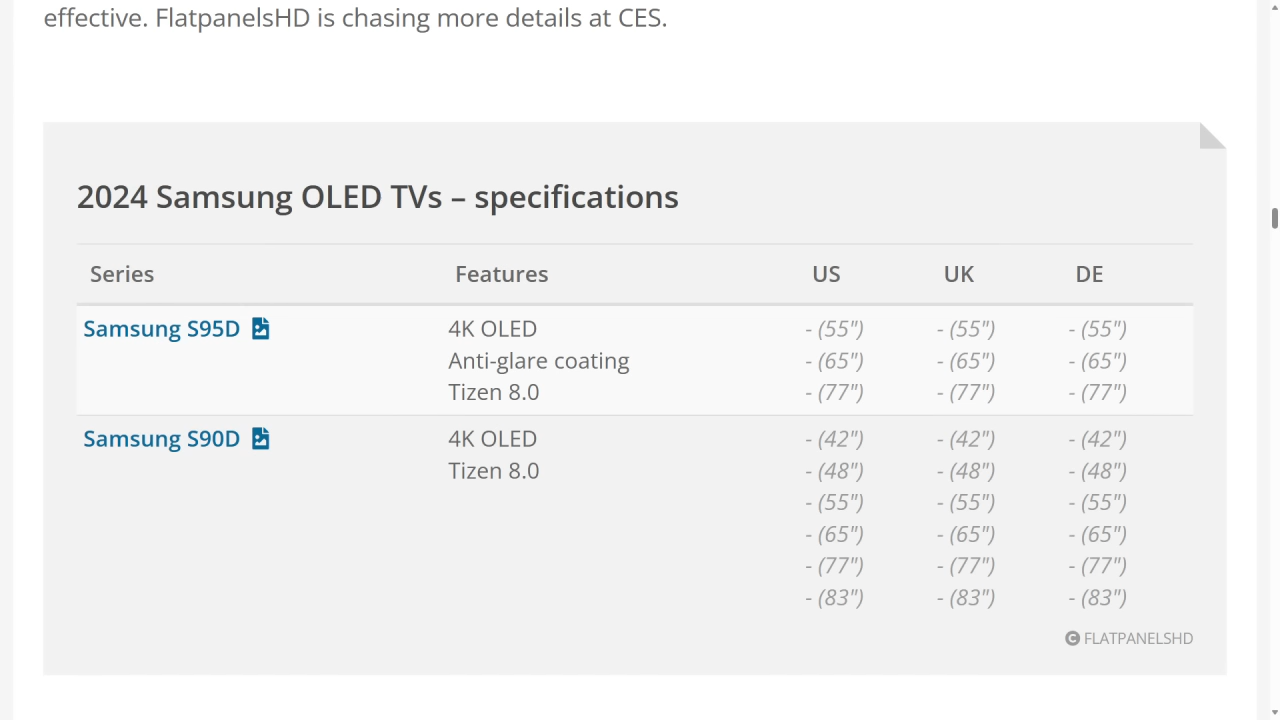 effective. FlatpanelsHD is chasing more details at CES.
2024 Samsung OLED TVs – specifications
Series Features US UK DE
Samsung S95D 4K OLED - (55") - (55") - (55")
Anti-glare coating - (65") - (65") - (65")
Tizen 8.0 - (77") - (77") - (77")
Samsung S90D 4K OLED - (42") - (42") - (42")
Tizen 8.0 - (48") - (48") - (48")
- (55") - (55") - (55")
- (65") - (65") - (65")
- (77") - (77") - (77")
- (83") - (83") - (83")
© FLATPANELSHD